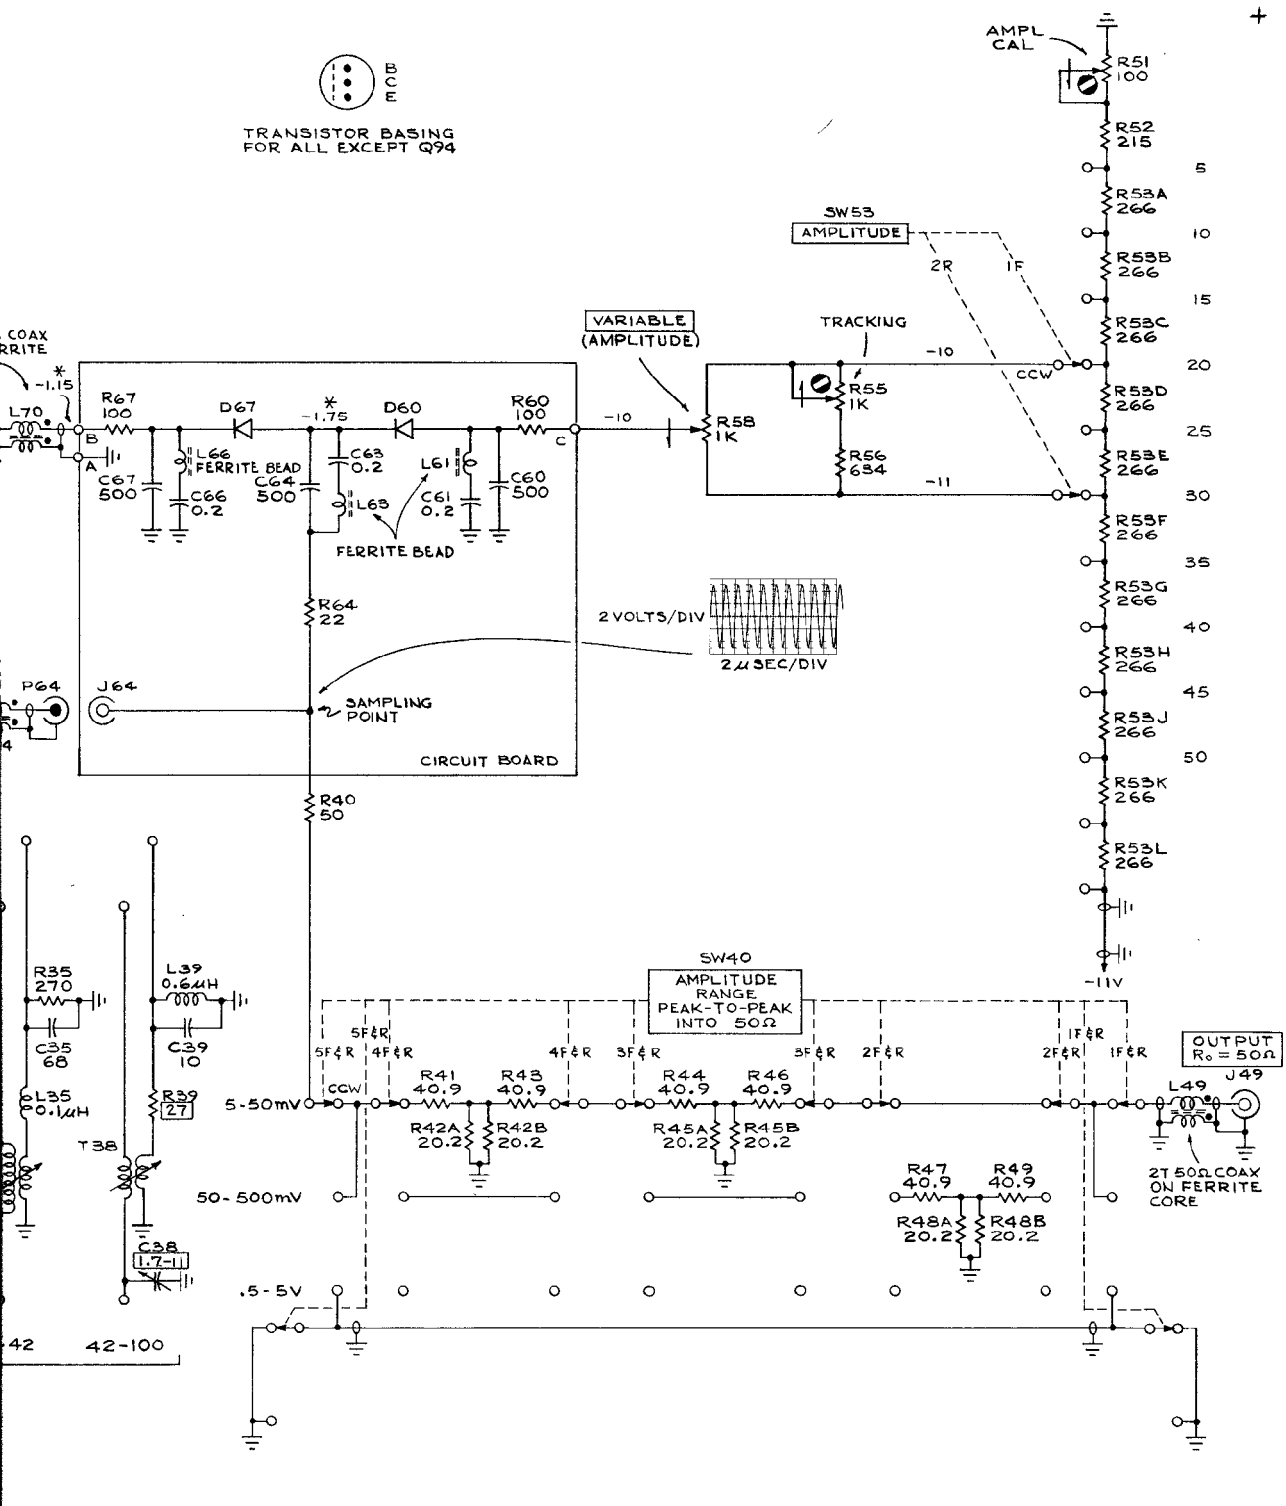 +
AMPL
CAL
R51
100
B
C
E
TRANSISTOR BASING
FOR ALL EXCEPT Q94
R52
215
5
R53A
266
SW53
AMPLITUDE
10
2R
1F
R53B
266
15
VARIABLE
(AMPLITUDE)
TRACKING
R53C
266
COAX
RRITE
-10
CCW
20
*
-1.15
R67
100
D67
*
-1.75
D60
R60
100
L70
B
A
C
-10
R58
1K
R55
1K
R53D
266
25
L66
FERRITE BEAD
C63
0.2
L61
R56
634
R53E
266
C67
500
C66
0.2
C64
500
L63
C61
0.2
C60
500
-11
30
FERRITE BEAD
R53F
266
35
R64
22
2 VOLTS/DIV
2 µSEC/DIV
R53G
266
40
R53H
266
P64
J64
SAMPLING
POINT
45
4
R53J
266
CIRCUIT BOARD
50
R40
50
R53K
266
R53L
266
-11V
SW40
AMPLITUDE
RANGE
PEAK-TO-PEAK
INTO 50Ω
R35
270
L39
0.6µH
C35
68
C39
10
5F&R
5F&R
4F&R
4F&R
3F&R
3F&R
2F&R
2F&R
1F&R
1F&R
OUTPUT
R₀ = 50Ω
J49
L35
0.1µH
R39
27
CCW
5-50mV
R41
40.9
R43
40.9
R44
40.9
R46
40.9
L49
R42A
20.2
R42B
20.2
R45A
20.2
R45B
20.2
T38
2T 50Ω COAX
ON FERRITE
CORE
50-500mV
R47
40.9
R49
40.9
R48A
20.2
R48B
20.2
C38
1.7-11
.5-5V
42
42-100